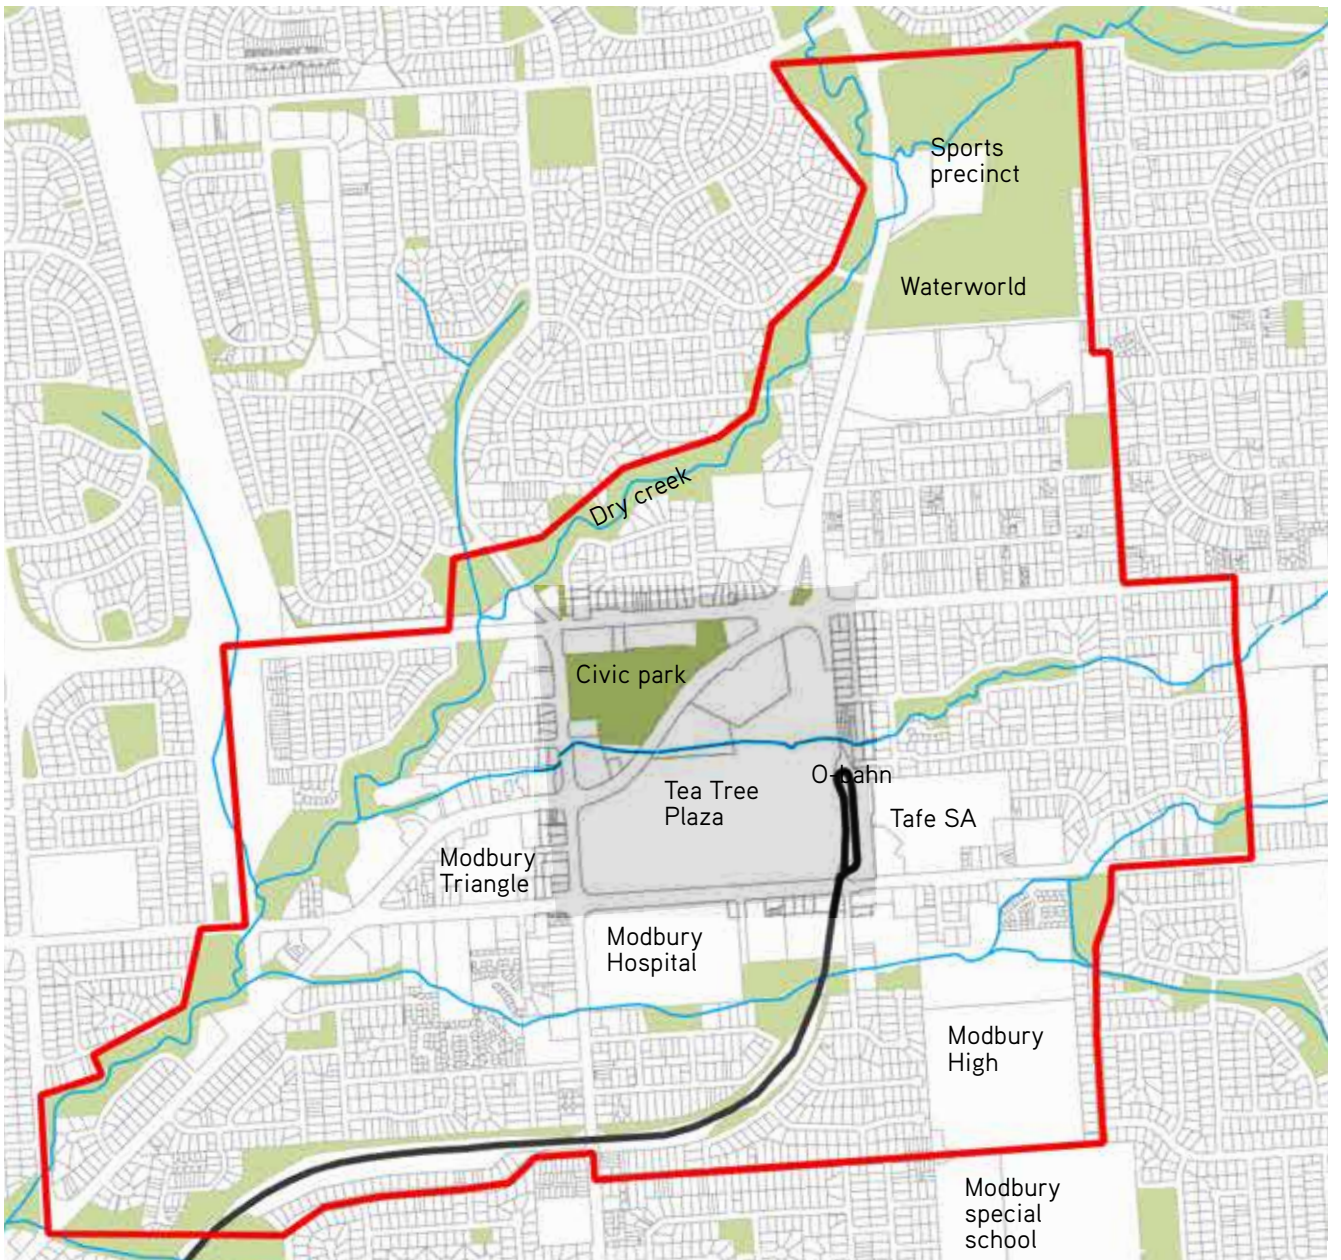 Sports
precinct
Waterworld
Dry creek
Civic park
O-bahn
Tea Tree
Plaza
Tafe SA
Modbury
Triangle
Modbury
Hospital
Modbury
High
Modbury
special
school